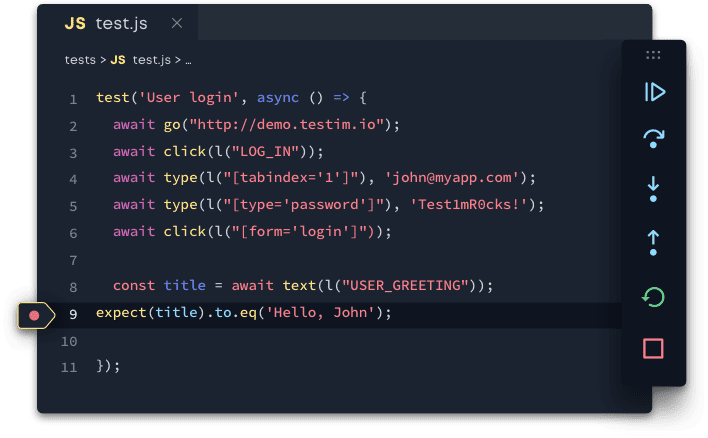 JS test.js ×
tests > JS test.js > …
1 test('User login', async () => {
2 await go("http://demo.testim.io");
3 await click(l("LOG_IN"));
4 await type(l("[tabindex='1']"), 'john@myapp.com');
5 await type(l("[type='password']"), 'Test1mR0cks!');
6 await click(l("[form='login']"));
7
8 const title = await text(l("USER_GREETING"));
9 expect(title).to.eq('Hello, John');
10
11 });